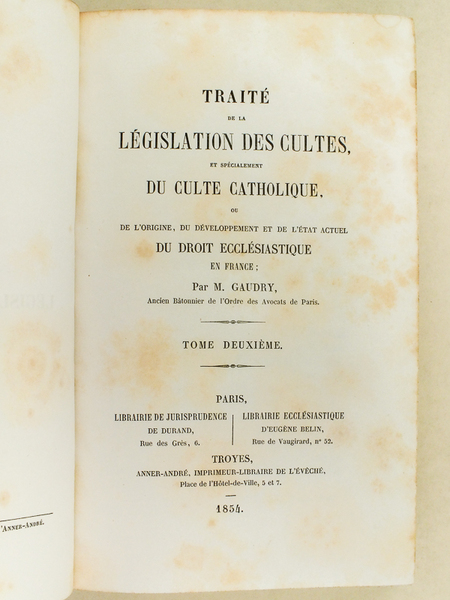 TRAITÉ
DE LA
LÉGISLATION DES CULTES,
ET SPÉCIALEMENT
DU CULTE CATHOLIQUE,
OU
DE L'ORIGINE, DU DÉVELOPPEMENT ET DE L'ÉTAT ACTUEL
DU DROIT ECCLÉSIASTIQUE
EN FRANCE;
Par M. GAUDRY,
Ancien Bâtonnier de l'Ordre des Avocats de Paris.
TOME DEUXIÈME.
PARIS,
LIBRAIRIE DE JURISPRUDENCE
DE DURAND,
Rue des Grès, 6.
LIBRAIRIE ECCLÉSIASTIQUE
D'EUGÈNE BELIN,
Rue de Vaugirard, nº 52.
TROYES,
ANNER-ANDRÉ, IMPRIMEUR-LIBRAIRE DE L'ÉVÊCHÉ,
Place de l'Hôtel-de-Ville, 5 et 7.
1854.
D'ANNER-ANDRÉ.